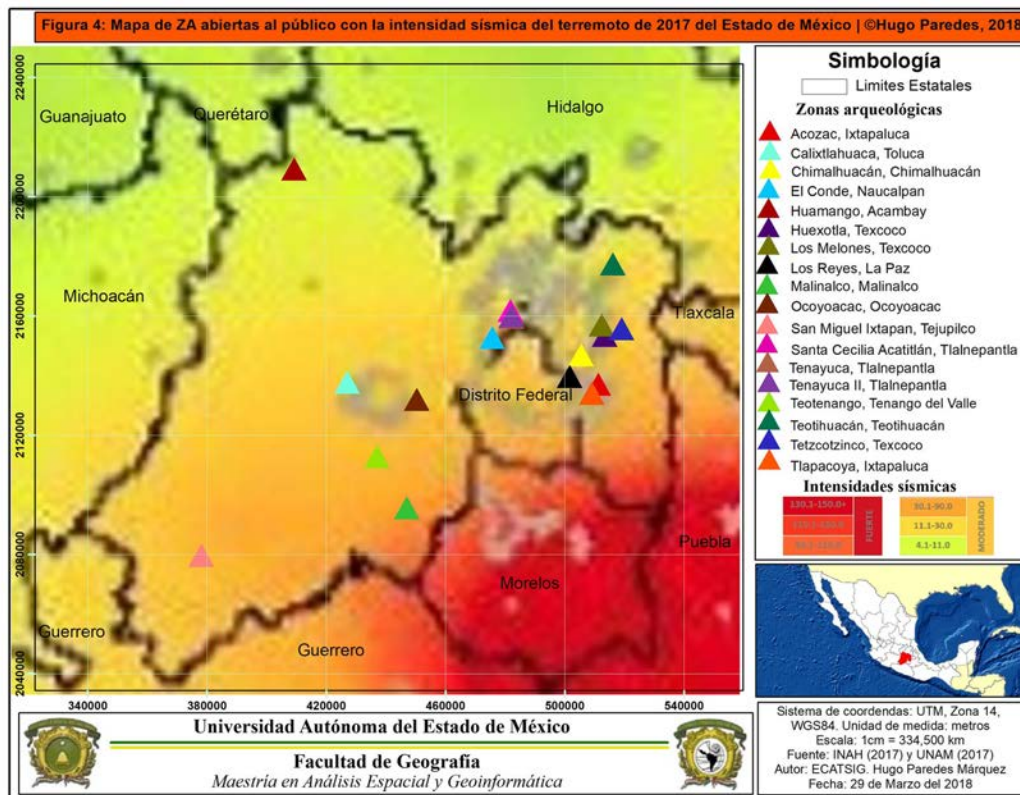 Figura 4: Mapa de ZA abiertas al público con la intensidad sísmica del terremoto de 2017 del Estado de México | ©Hugo Paredes, 2018
2240000
2200000
2160000
2120000
2080000
2040000
Guanajuato
Querétaro
Hidalgo
Michoacán
Tlaxcala
Distrito Federal
Puebla
Morelos
Guerrero
Guerrero
340000
380000
420000
460000
500000
540000
Simbología
Limites Estatales
Zonas arqueológicas
Acozac, Ixtapaluca
Calixtlahuaca, Toluca
Chimalhuacán, Chimalhuacán
El Conde, Naucalpan
Huamango, Acambay
Huexotla, Texcoco
Los Melones, Texcoco
Los Reyes, La Paz
Malinalco, Malinalco
Ocoyoacac, Ocoyoacac
San Miguel Ixtapan, Tejupilco
Santa Cecilia Acatitlán, Tlalnepantla
Tenayuca, Tlalnepantla
Tenayuca II, Tlalnepantla
Teotenango, Tenango del Valle
Teotihuacán, Teotihuacán
Tetzcotzinco, Texcoco
Tlapacoya, Ixtapaluca
Intensidades sísmicas
130.1-150.0+
FUERTE
30.1-90.0
11.1-30.0
4.1-11.0
MODERADO
Universidad Autónoma del Estado de México
Facultad de Geografía
Maestría en Análisis Espacial y Geoinformática
Sistema de coordendas: UTM, Zona 14,
WGS84. Unidad de medida: metros
Escala: 1cm = 334,500 km
Fuente: INAH (2017) y UNAM (2017)
Autor: ECATSIG. Hugo Paredes Márquez
Fecha: 29 de Marzo del 2018